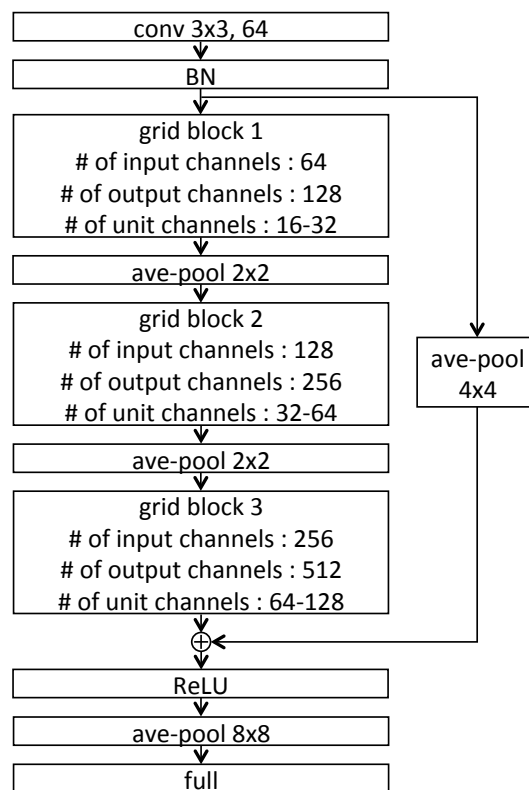 conv 3x3, 64
BN
grid block 1
# of input channels : 64
# of output channels : 128
# of unit channels : 16-32
ave-pool 2x2
grid block 2
# of input channels : 128
# of output channels : 256
# of unit channels : 32-64
ave-pool
4x4
ave-pool 2x2
grid block 3
# of input channels : 256
# of output channels : 512
# of unit channels : 64-128
ReLU
ave-pool 8x8
full